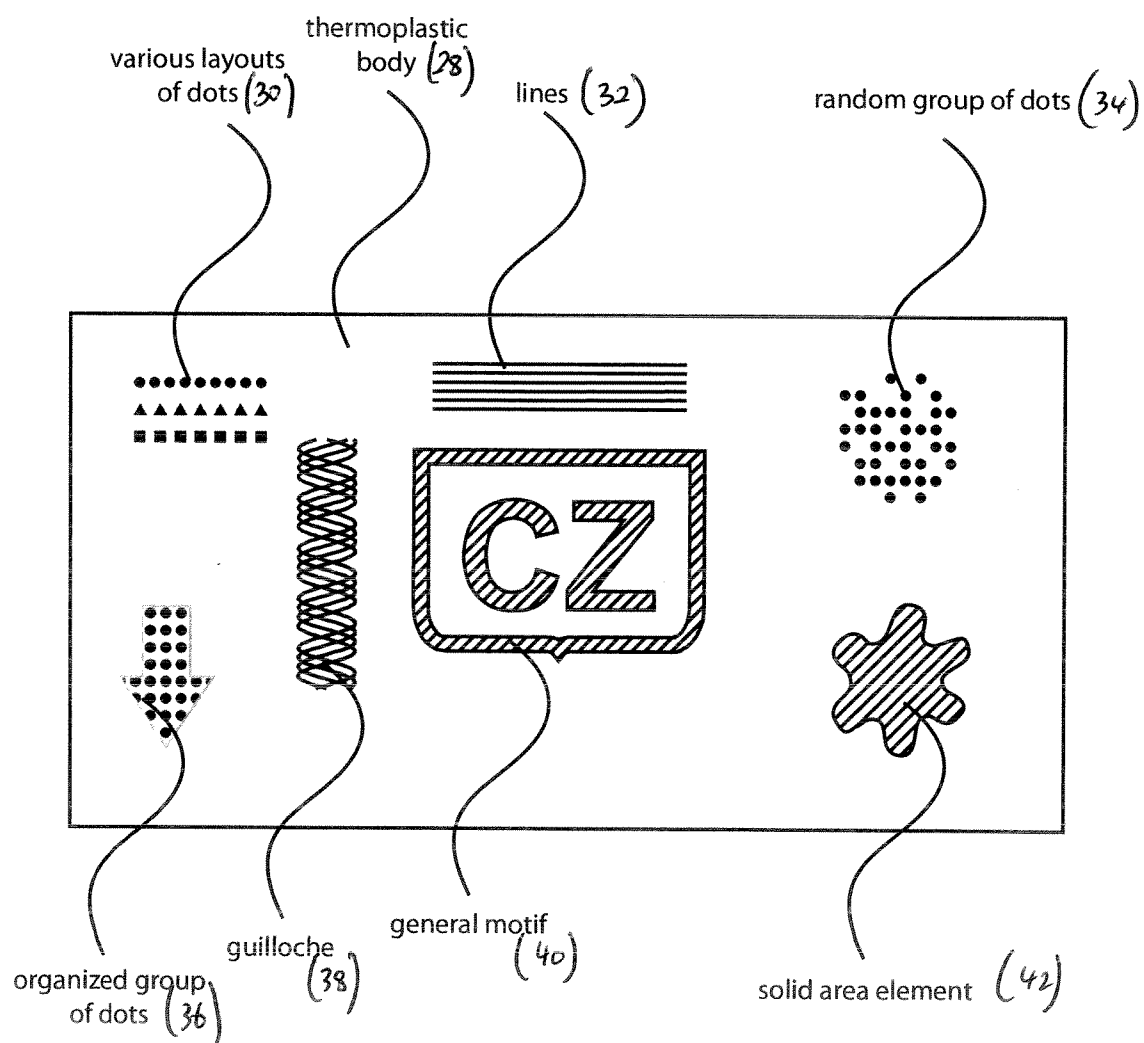 thermoplastic
body (28)
various layouts
of dots (30)
lines (32)
random group of dots (34)
CZ
general motif
(40)
guilloche
(38)
organized group
of dots (36)
solid area element (42)